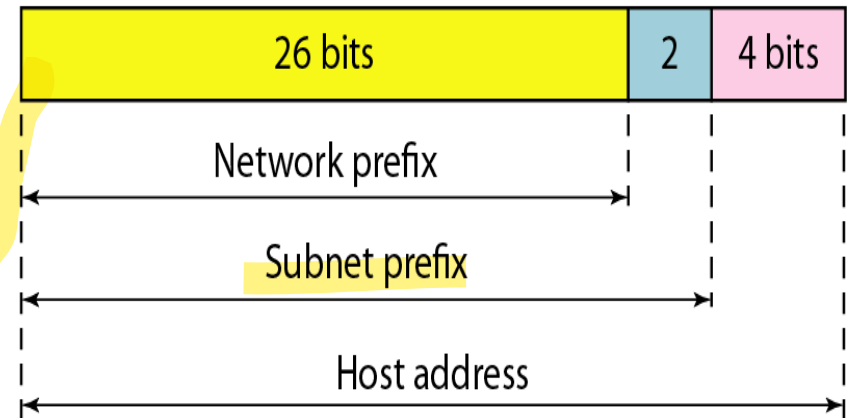 26 bits 2 4 bits
Network prefix
Subnet prefix
Host address